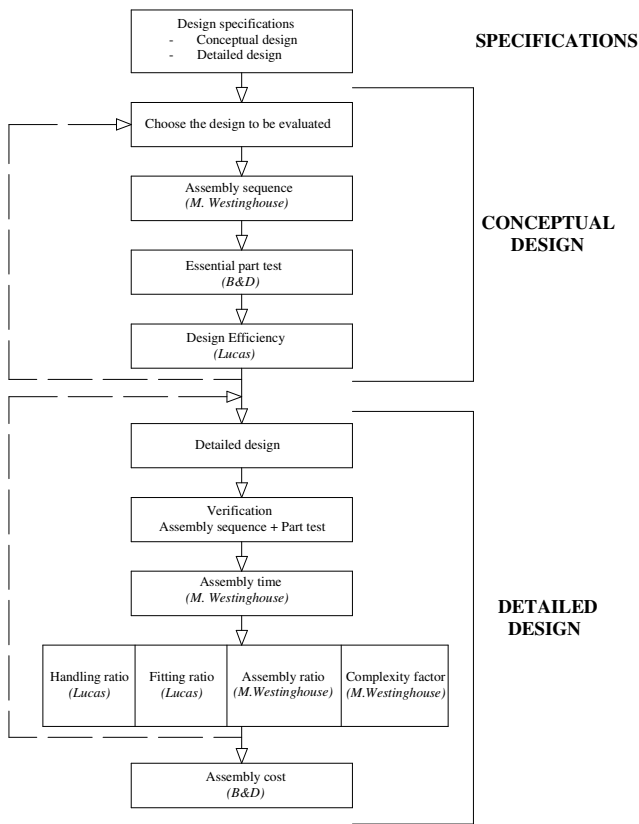 Design specifications
- Conceptual design
- Detailed design
SPECIFICATIONS
Choose the design to be evaluated
Assembly sequence
(M. Westinghouse)
CONCEPTUAL
DESIGN
Essential part test
(B&D)
Design Efficiency
(Lucas)
Detailed design
Verification
Assembly sequence + Part test
Assembly time
(M. Westinghouse)
DETAILED
DESIGN
Handling ratio
(Lucas)
Fitting ratio
(Lucas)
Assembly ratio
(M.Westinghouse)
Complexity factor
(M.Westinghouse)
Assembly cost
(B&D)